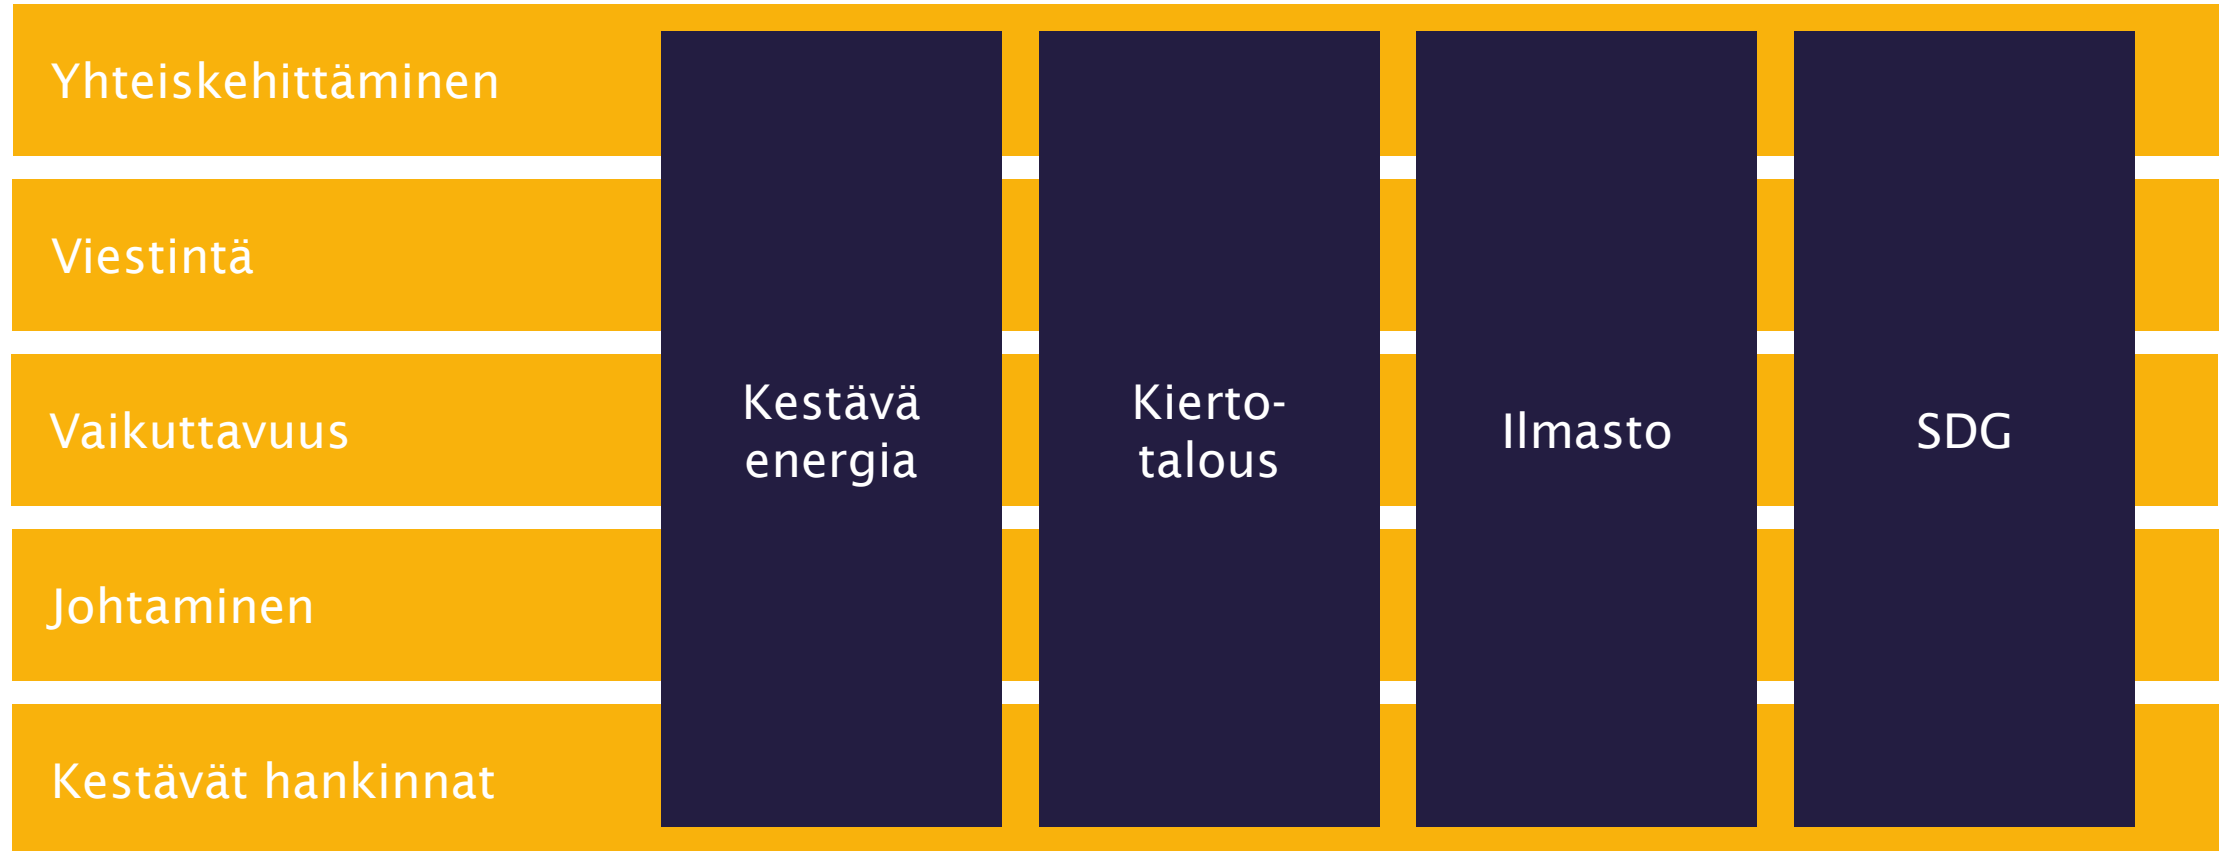 Yhteiskehittäminen
Viestintä
Vaikuttavuus
Johtaminen
Kestävät hankinnat
Kestävä
energia
Kierto-
talous
Ilmasto
SDG